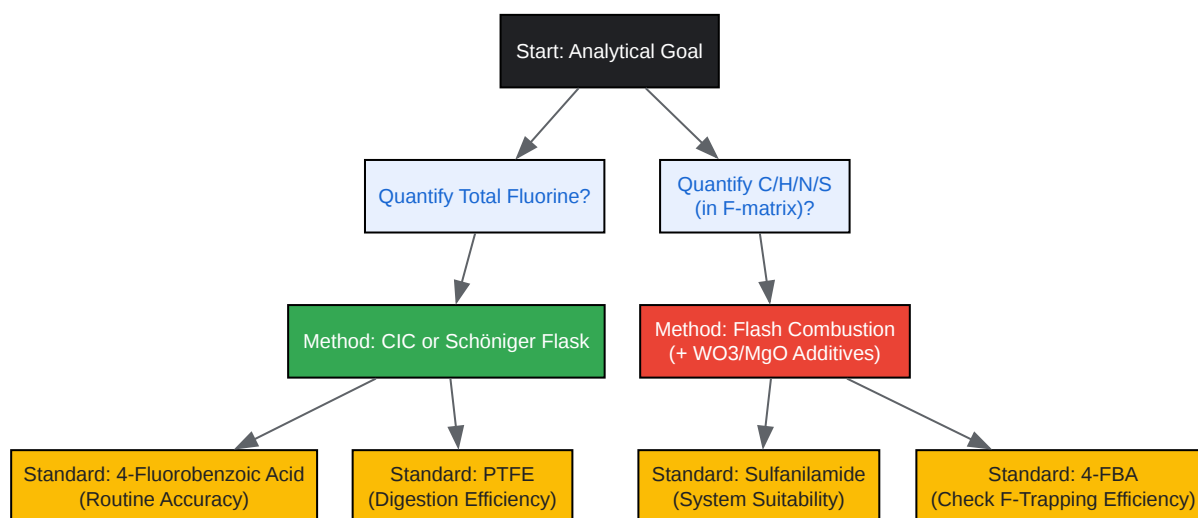 Start: Analytical Goal
Quantify Total Fluorine?
Quantify C/H/N/S
(in F-matrix)?
Method: CIC or Schöniger Flask
Method: Flash Combustion
(+ WO3/MgO Additives)
Standard: 4-Fluorobenzoic Acid
(Routine Accuracy)
Standard: PTFE
(Digestion Efficiency)
Standard: Sulfanilamide
(System Suitability)
Standard: 4-FBA
(Check F-Trapping Efficiency)